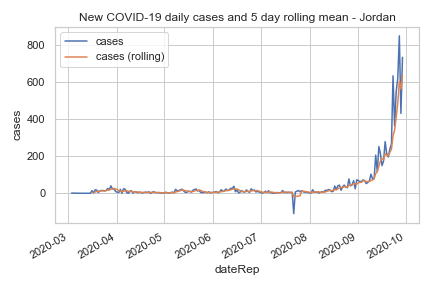 New COVID-19 daily cases and 5 day rolling mean - Jordan
cases
cases (rolling)
800
600
400
200
0
cases
2020-03
2020-04
2020-05
2020-06
2020-07
2020-08
2020-09
2020-10
dateRep